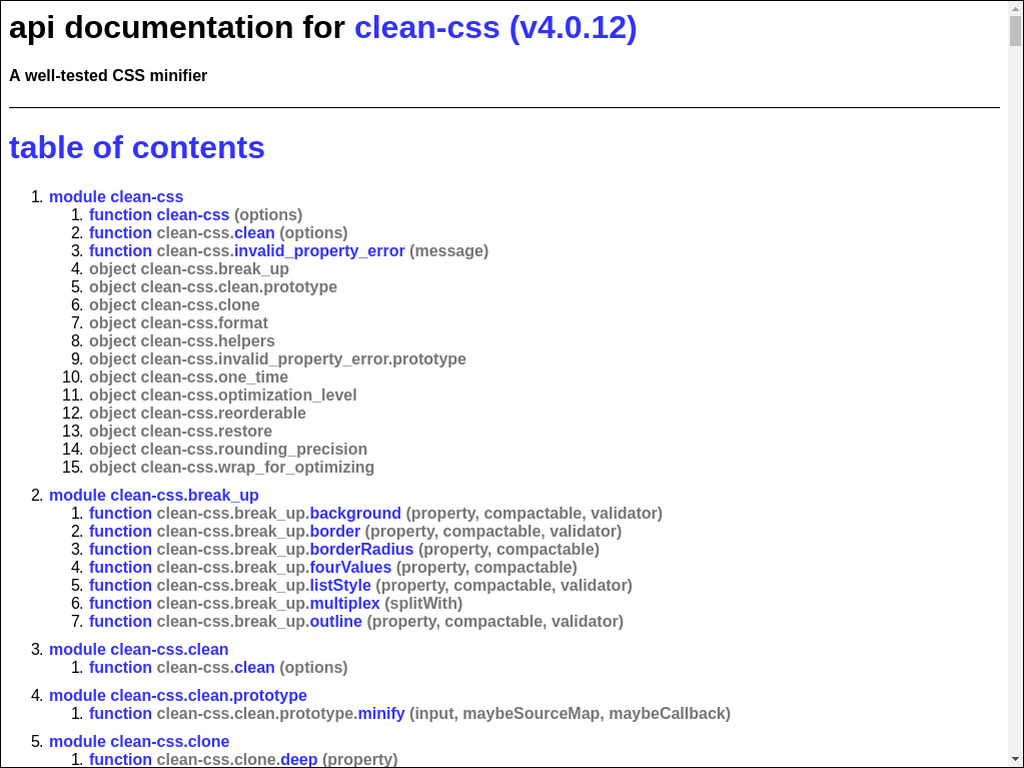 api documentation for clean-css (v4.0.12)
A well-tested CSS minifier
table of contents
1. module clean-css
1. function clean-css (options)
2. function clean-css.clean (options)
3. function clean-css.invalid_property_error (message)
4. object clean-css.break_up
5. object clean-css.clean.prototype
6. object clean-css.clone
7. object clean-css.format
8. object clean-css.helpers
9. object clean-css.invalid_property_error.prototype
10. object clean-css.one_time
11. object clean-css.optimization_level
12. object clean-css.reorderable
13. object clean-css.restore
14. object clean-css.rounding_precision
15. object clean-css.wrap_for_optimizing
2. module clean-css.break_up
1. function clean-css.break_up.background (property, compactable, validator)
2. function clean-css.break_up.border (property, compactable, validator)
3. function clean-css.break_up.borderRadius (property, compactable)
4. function clean-css.break_up.fourValues (property, compactable)
5. function clean-css.break_up.listStyle (property, compactable, validator)
6. function clean-css.break_up.multiplex (splitWith)
7. function clean-css.break_up.outline (property, compactable, validator)
3. module clean-css.clean
1. function clean-css.clean (options)
4. module clean-css.clean.prototype
1. function clean-css.clean.prototype.minify (input, maybeSourceMap, maybeCallback)
5. module clean-css.clone
1. function clean-css.clone.deep (property)